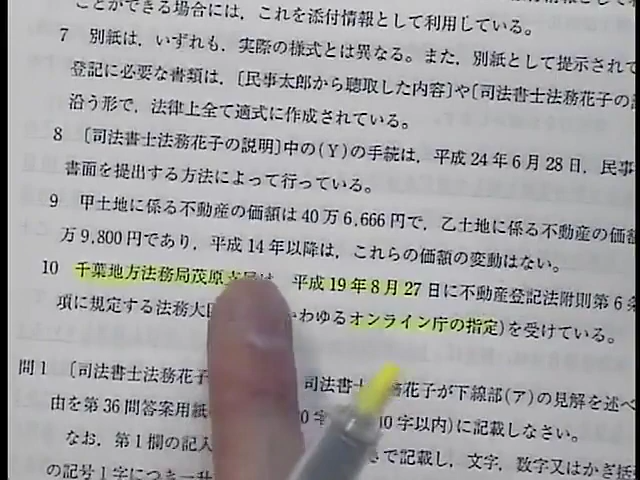 ことができる場合には，これを添付情報として利用している。
7 別紙は，いずれも，実際の様式とは異なる。また，別紙として提示されて
登記に必要な書類は，〔民事太郎から聴取した内容〕や〔司法書士法務花子の
沿う形で，法律上全て適式に作成されている。
8 〔司法書士法務花子の説明〕中の(Y)の手続は，平成24年6月28日，民事
書面を提出する方法によって行っている。
9 甲土地に係る不動産の価額は40万6,666円で，乙土地に係る不動産の価額
万9,800円であり，平成14年以降は，これらの価額の変動はない。
10 千葉地方法務局茂原支局は，平成19年8月27日に不動産登記法附則第6条
項に規定する法務大 いわゆるオンライン庁の指定)を受けている。
問1 〔司法書士法務花子 司法書士 務花子が下線部(ア)の見解を述べ
由を第36問答案用紙 0字 0字以内)に記載しなさい。
なお，第1欄の記入 きで記載し，文字，数字又はかぎ括
の記号1字につき一升